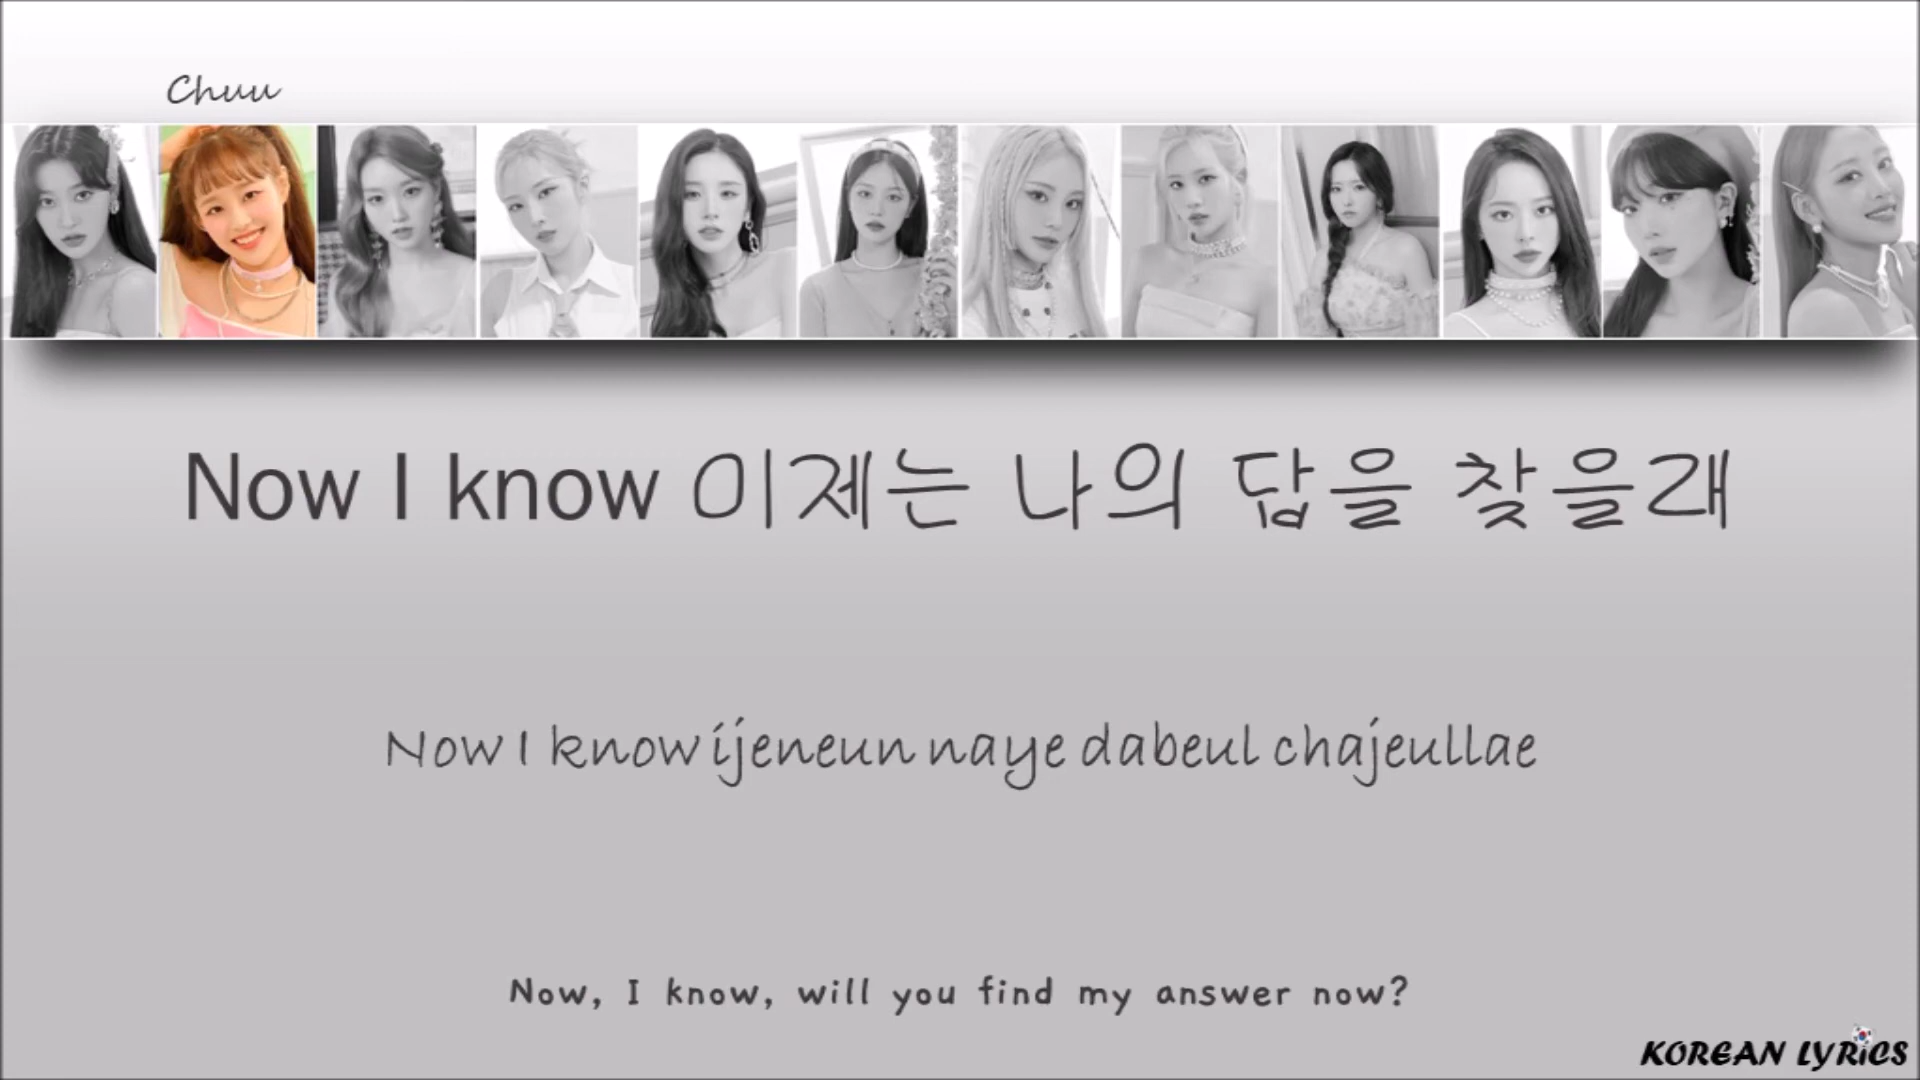 Chuu
Now I know 이제는 나의 답을 찾을래
Now I know ijeneun naye dabeul chajeullae
Now, I know, will you find my answer now?
KOREAN LYRiCS